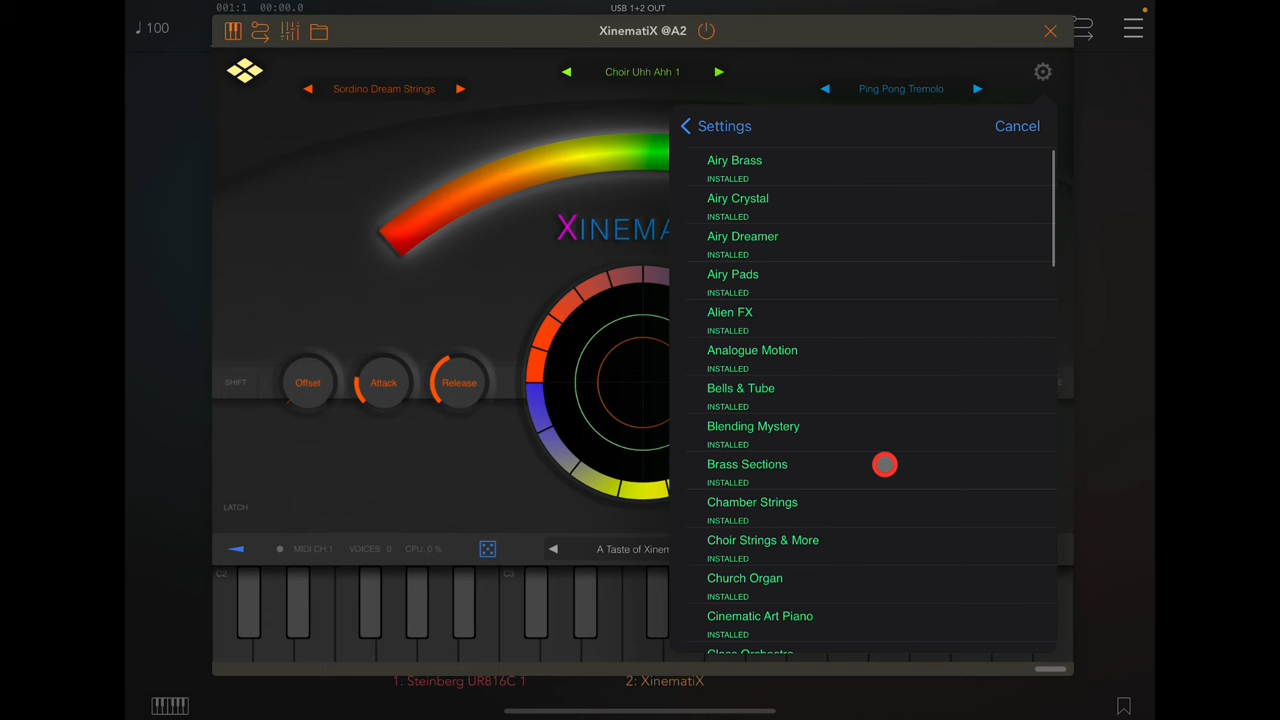 001:1 00:00.0
USB 1+2 OUT
♩100
XinematiX @A2
Choir Uhh Ahh 1
Sordino Dream Strings
Ping Pong Tremolo
Settings
Cancel
Airy Brass
INSTALLED
Airy Crystal
INSTALLED
Airy Dreamer
INSTALLED
Airy Pads
INSTALLED
Alien FX
INSTALLED
Analogue Motion
INSTALLED
Bells & Tube
INSTALLED
Blending Mystery
INSTALLED
Brass Sections
INSTALLED
Chamber Strings
INSTALLED
Choir Strings & More
INSTALLED
Church Organ
INSTALLED
Cinematic Art Piano
INSTALLED
XINEMA
SHIFT
Offset
Attack
Release
LATCH
MIDI CH 1
VOICES: 0
CPU: 0 %
A Taste of Xinem
C2
C3
1: Steinberg UR816C 1
2: XinematiX